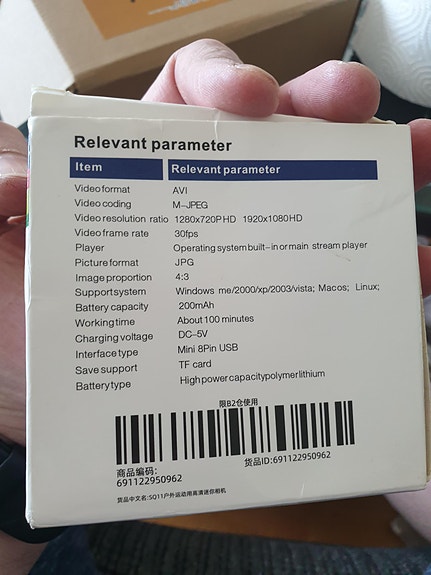 Relevant parameter
Item Relevant parameter
Video format AVI
Video coding M-JPEG
Video resolution ratio 1280x720PHD 1920x1080HD
Video frame rate 30fps
Player Operating system built-in or main stream player
Picture format JPG
Image proportion 4:3
Support system Windows me/2000/xp/2003/vista; Macos; Linux;
Battery capacity 200mAh
Working time About 100 minutes
Charging voltage DC-5V
Interface type Mini 8Pin USB
Save support TF card
Battery type High power capacity polymer lithium
限B2仓使用
商品编码: 货品ID:691122950962
691122950962
货品中文名:SQ11户外运动用高清迷你相机